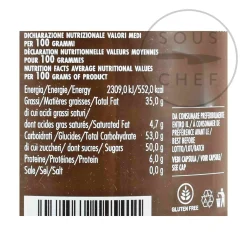 SOUS
CHEF
DICHIARAZIONE NUTRIZIONALE VALORI MEDI
PER 100 GRAMMI
DÉCLARATION NUTRITIONNELLE VALEURS MOYENNES
POUR 100 GRAMMES
NUTRITION FACTS AVERAGE NUTRITIONAL VALUES
PER 100 GRAMS OF PRODUCT
Energia/Energie/Energy 2309,0 kJ/552,0 kcal
Grassi/Matières grasses/Total Fat 35,0 g
di cui acidi grassi saturi/
dont acides gras saturés/Saturated Fat 4,7 g
Carboidrati/Glucides/Total Carbohydrate 53,0 g
di cui zuccheri/dont sucres/Sugars 50,0 g
Proteine/Protéines/Protein 6,0 g
Sale/Sel/Salt 0,0 g
DA CONSUMARE PREFERIBILMENTE
ENTRO IL / A CONSOMMER DE
PRÉFÉRENCE AVANT LE /
BEST BEFORE
LOTTO/LOT/BATCH
VEDI CAPSULA / VOIR CAPSULE /
SEE CAP
GLUTEN FREE